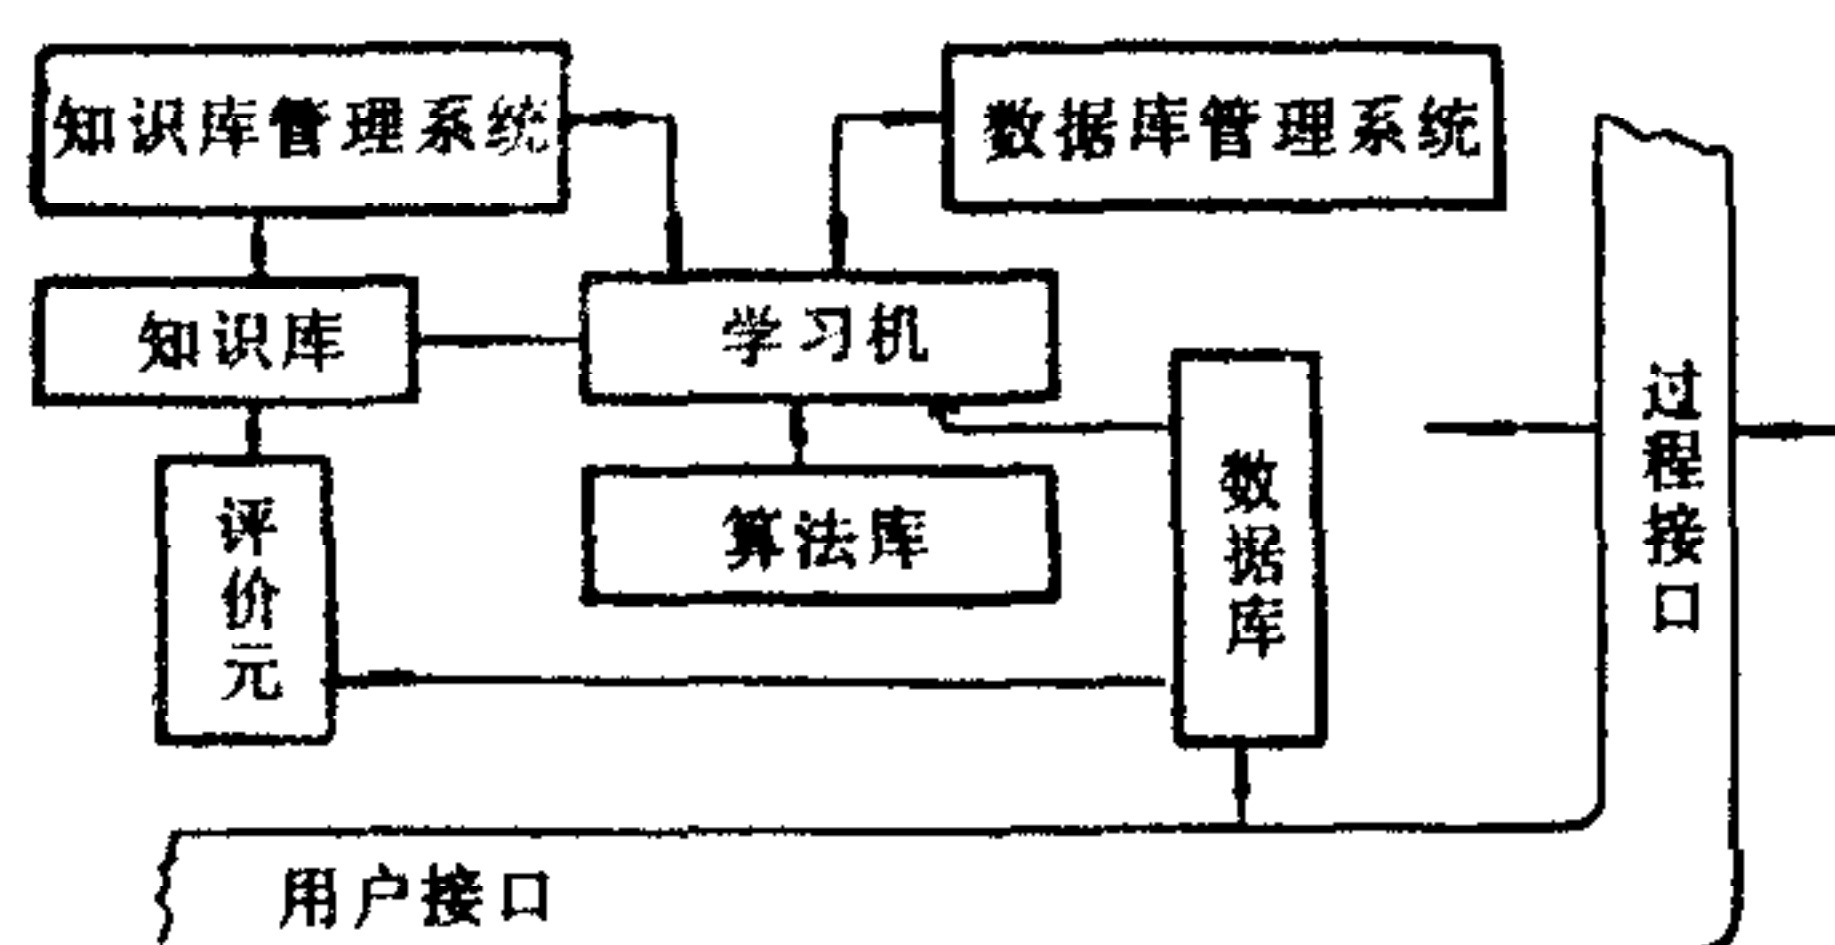 知识库管理系统
数据库管理系统
知识库
学习机
评价元
算法库
数据库
过程接口
用户接口